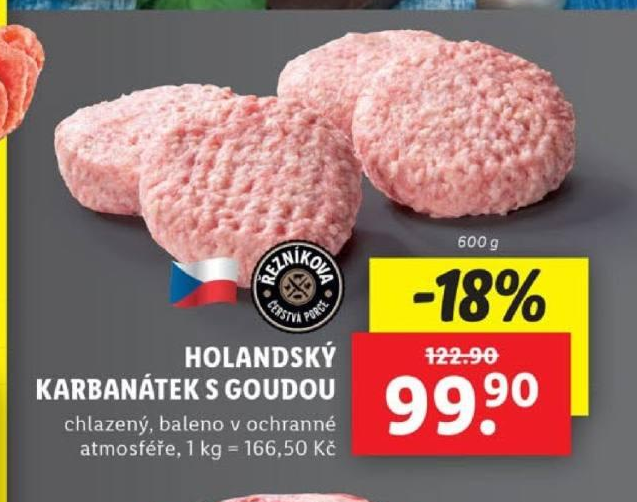 600 g
ŘEZNÍKOVA
ČERSTVÁ PORCE
-18%
HOLANDSKÝ
KARBANÁTEK S GOUDOU
122.90
99.90
chlazený, baleno v ochranné
atmosféře, 1 kg = 166,50 Kč